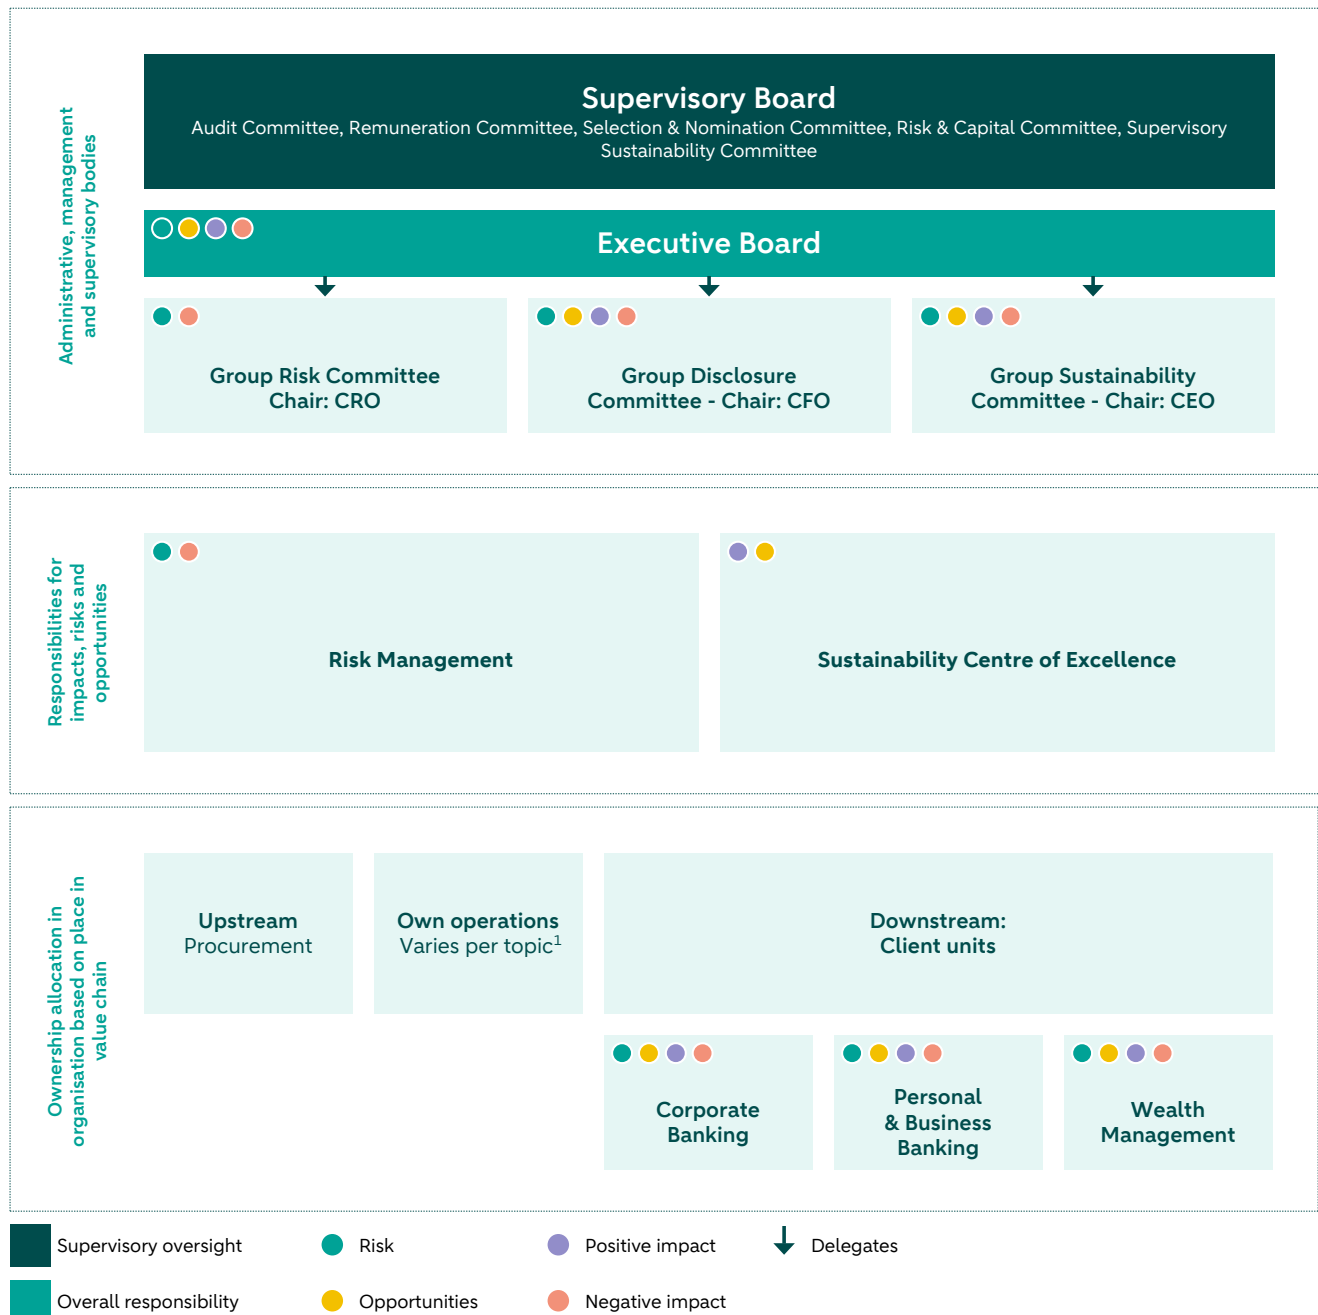 Administrative, management
and supervisory bodies
Supervisory Board
Audit Committee, Remuneration Committee, Selection & Nomination Committee, Risk & Capital Committee, Supervisory
Sustainability Committee
Executive Board
Group Risk Committee
Chair: CRO
Group Disclosure
Committee - Chair: CFO
Group Sustainability
Committee - Chair: CEO
Responsibilities for
impacts, risks and
opportunities
Risk Management
Sustainability Centre of Excellence
Ownership allocation in
organisation based on place in
value chain
Upstream
Procurement
Own operations
Varies per topic¹
Downstream:
Client units
Corporate
Banking
Personal
& Business
Banking
Wealth
Management
Supervisory oversight
Risk
Positive impact
Delegates
Overall responsibility
Opportunities
Negative impact